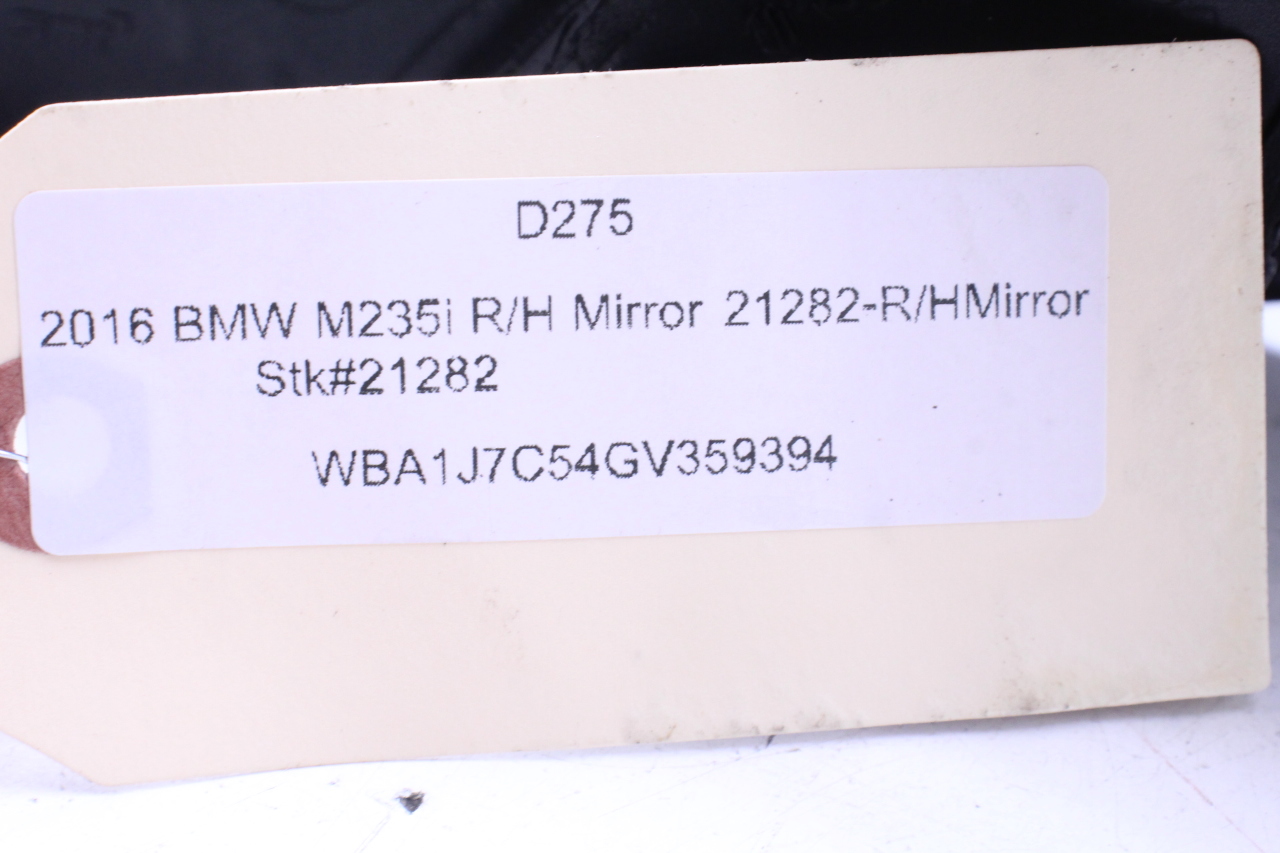 D275
2016 BMW M235i R/H Mirror 21282-R/HMirror
Stk#21282
WBA1J7C54GV359394